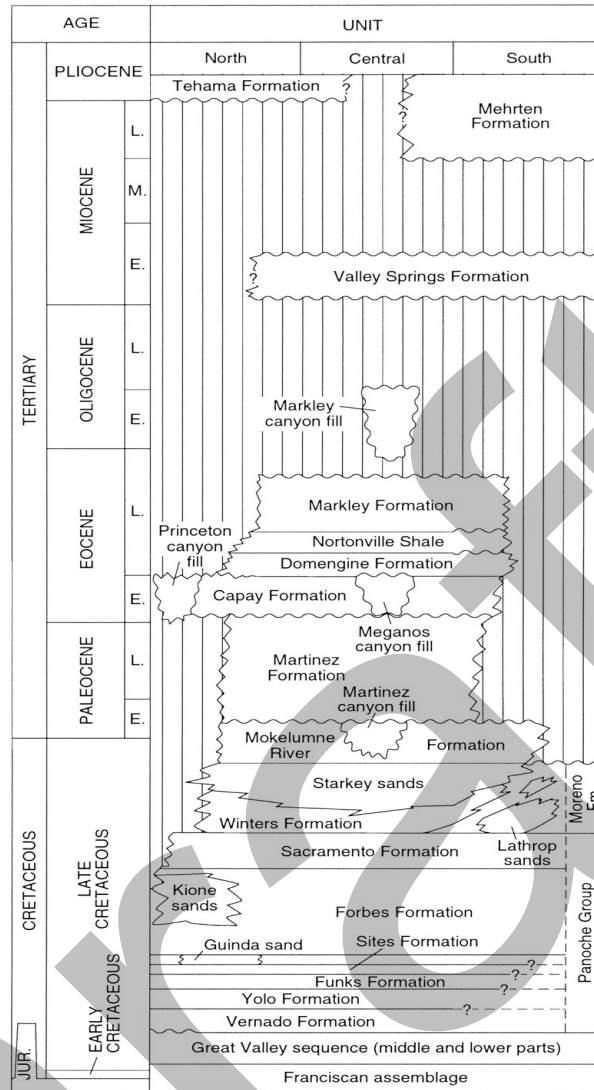 AGE
UNIT
PLIOCENE
North
Central
South
Tehama Formation
?
?
Mehrten
Formation
TERTIARY
MIOCENE
L.
M.
E.
?
Valley Springs Formation
OLIGOCENE
L.
E.
Markley
canyon fill
EOCENE
L.
E.
Markley Formation
Nortonville Shale
Princeton
canyon
fill
Domengine Formation
Capay Formation
Meganos
canyon fill
PALEOCENE
L.
E.
Martinez
Formation
Martinez
canyon fill
Mokelumne
River
Formation
CRETACEOUS
LATE
CRETACEOUS
Starkey sands
Winters Formation
Lathrop
sands
Moreno
Fm
Sacramento Formation
Kione
sands
Forbes Formation
Panoche Group
Guinda sand
Sites Formation
?
Funks Formation
?
Yolo Formation
?
Vernado Formation
?
EARLY
CRETACEOUS
JUR.
Great Valley sequence (middle and lower parts)
Franciscan assemblage